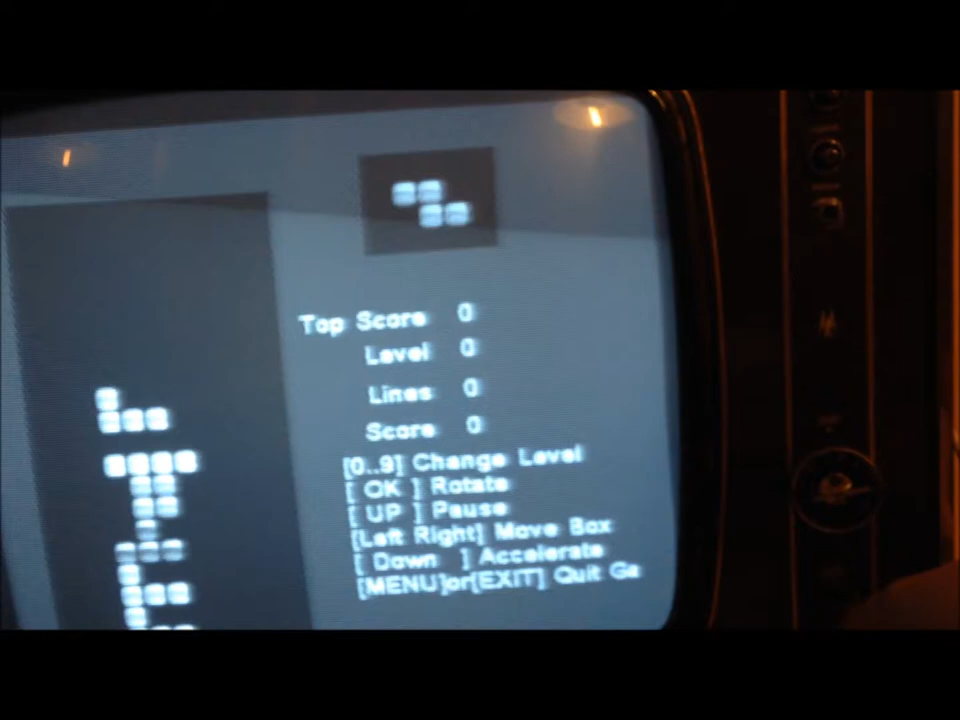 Top Score 0
Level 0
Lines 0
Score 0
[0..9] Change Level
[ OK ] Rotate
[ UP ] Pause
[Left Right] Move Box
[ Down ] Accelerate
[MENU]or[EXIT] Quit Ga